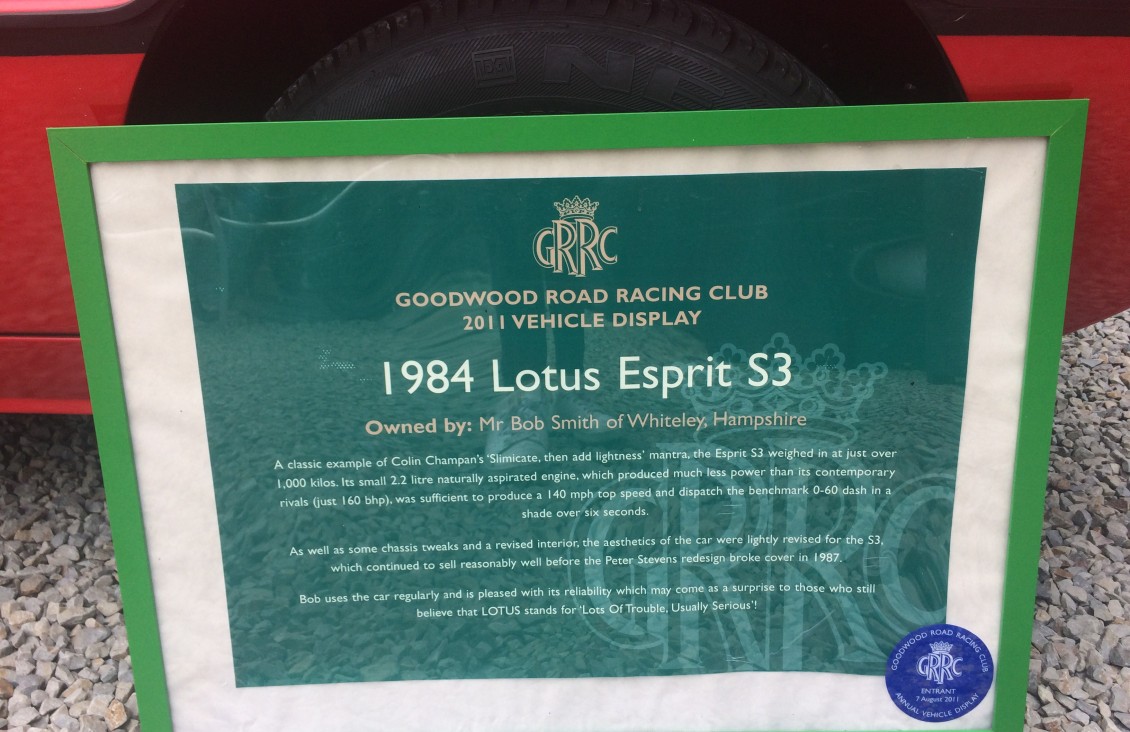 NE
GRRC
GOODWOOD ROAD RACING CLUB
2011 VEHICLE DISPLAY
1984 Lotus Esprit S3
Owned by: Mr Bob Smith of Whiteley, Hampshire
A classic example of Colin Champan's 'Slimicate, then add lightness' mantra, the Esprit S3 weighed in at just over
1,000 kilos. Its small 2.2 litre naturally aspirated engine, which produced much less power than its contemporary
rivals (just 160 bhp), was sufficient to produce a 140 mph top speed and dispatch the benchmark 0-60 dash in a
shade over six seconds.
As well as some chassis tweaks and a revised interior, the aesthetics of the car were lightly revised for the S3,
which continued to sell reasonably well before the Peter Stevens redesign broke cover in 1987.
Bob uses the car regularly and is pleased with its reliability which may come as a surprise to those who still
believe that LOTUS stands for 'Lots Of Trouble, Usually Serious'!
GRRC
GOODWOOD ROAD RACING CLUB
GRRC
ENTRANT
7 August 2011
ANNUAL VEHICLE DISPLAY